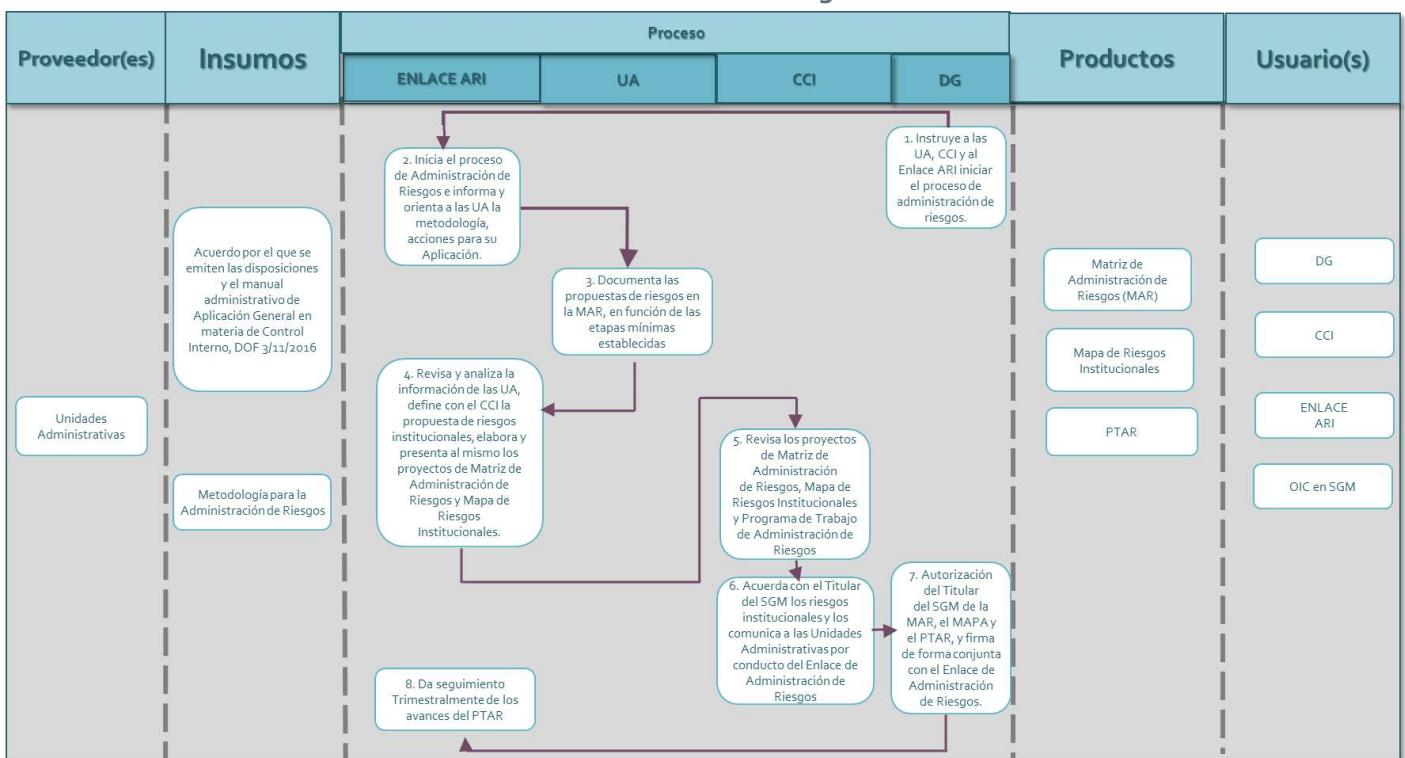 Proveedor(es)
Insumos
Proceso
ENLACE ARI
UA
CCI
DG
Productos
Usuario(s)
Unidades
Administrativas
Acuerdo por el que se
emiten las disposiciones
y el manual
administrativo de
Aplicación General en
materia de Control
Interno, DOF 3/11/2016
Metodología para la
Administración de Riesgos
1. Instruye a las
UA, CCI y al
Enlace ARI iniciar
el proceso de
administración de
riesgos.
2. Inicia el proceso
de Administración de
Riesgos e informa y
orienta a las UA la
metodología,
acciones para su
Aplicación.
3. Documenta las
propuestas de riesgos en
la MAR, en función de las
etapas mínimas
establecidas
4. Revisa y analiza la
información de las UA,
define con el CCI la
propuesta de riesgos
institucionales, elabora y
presenta al mismo los
proyectos de Matriz de
Administración de
Riesgos y Mapa de
Riesgos
Institucionales.
5. Revisa los proyectos
de Matriz de
Administración
de Riesgos, Mapa de
Riesgos Institucionales
y Programa de Trabajo
de Administración de
Riesgos
6. Acuerda con el Titular
del SGM los riesgos
institucionales y los
comunica a las Unidades
Administrativas por
conducto del Enlace de
Administración de
Riesgos
7. Autorización
del Titular
del SGM de la
MAR, el MAPA y
el PTAR, y firma
de forma conjunta
con el Enlace de
Administración
de Riesgos.
8. Da seguimiento
Trimestralmente de los
avances del PTAR
Matriz de
Administración de
Riesgos (MAR)
Mapa de Riesgos
Institucionales
PTAR
DG
CCI
ENLACE
ARI
OIC en SGM